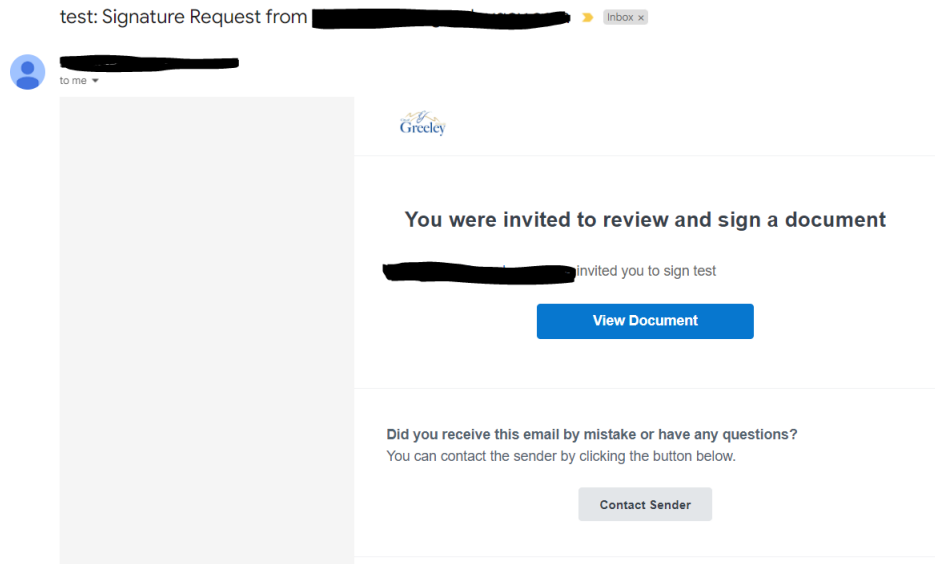 test: Signature Request from
Inbox x
to me
Greeley
You were invited to review and sign a document
invited you to sign test
View Document
Did you receive this email by mistake or have any questions?
You can contact the sender by clicking the button below.
Contact Sender